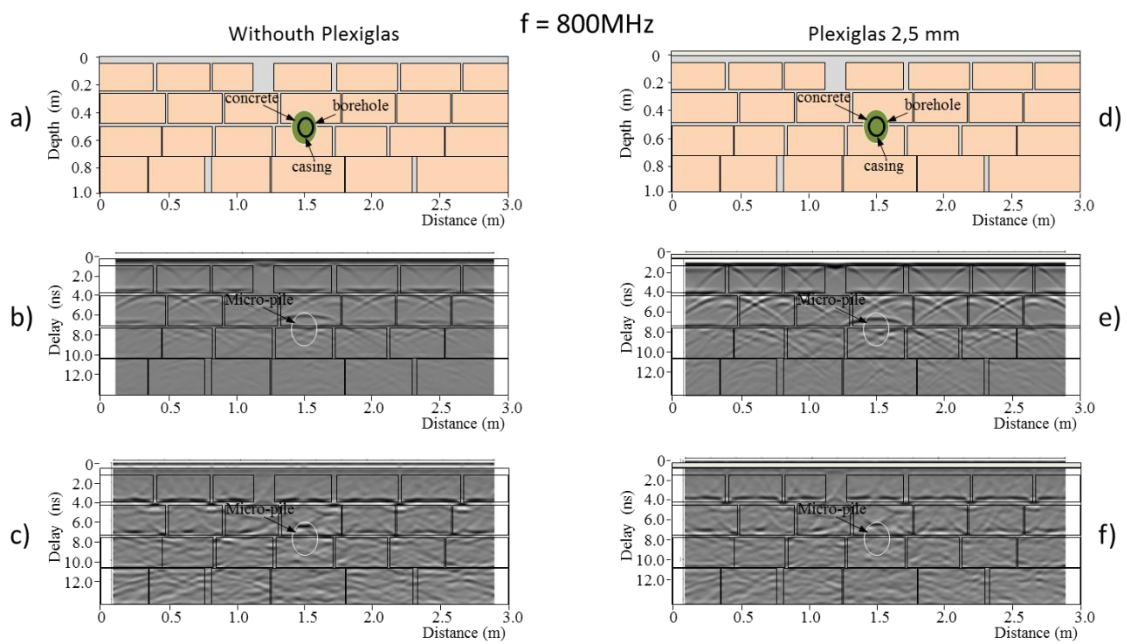 f = 800MHz
Withouth Plexiglas
Plexiglas 2,5 mm
a)
Depth (m)
0
0.2
0.4
0.6
0.8
1.0
concrete
borehole
casing
0 0.5 1.0 1.5 2.0 2.5 3.0
Distance (m)
d)
Depth (m)
0
0.2
0.4
0.6
0.8
1.0
concrete
borehole
casing
0 0.5 1.0 1.5 2.0 2.5 3.0
Distance (m)
b)
Delay (ns)
0
2.0
4.0
6.0
8.0
10.0
12.0
Micro-pile
0 0.5 1.0 1.5 2.0 2.5 3.0
Distance (m)
e)
Delay (ns)
0
2.0
4.0
6.0
8.0
10.0
12.0
Micro-pile
0 0.5 1.0 1.5 2.0 2.5 3.0
Distance (m)
c)
Delay (ns)
0
2.0
4.0
6.0
8.0
10.0
12.0
Micro-pile
0 0.5 1.0 1.5 2.0 2.5 3.0
Distance (m)
f)
Delay (ns)
0
2.0
4.0
6.0
8.0
10.0
12.0
Micro-pile
0 0.5 1.0 1.5 2.0 2.5 3.0
Distance (m)